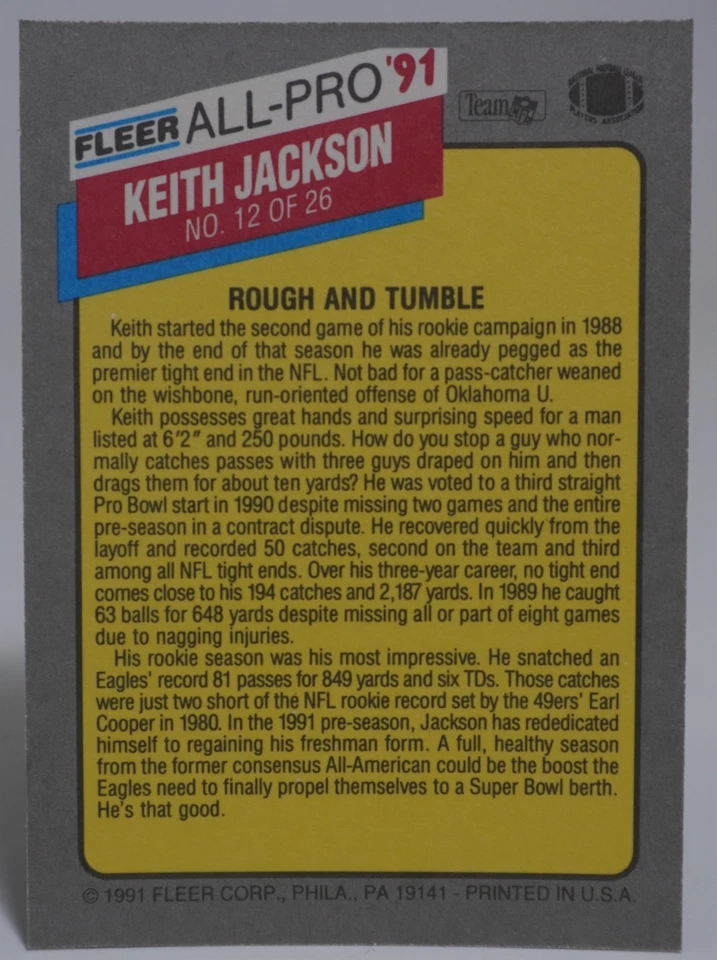 FLEER ALL-PRO '91
Team NFL
NATIONAL FOOTBALL LEAGUE
PLAYERS ASSOCIATION
KEITH JACKSON
NO. 12 OF 26
ROUGH AND TUMBLE
Keith started the second game of his rookie campaign in 1988
and by the end of that season he was already pegged as the
premier tight end in the NFL. Not bad for a pass-catcher weaned
on the wishbone, run-oriented offense of Oklahoma U.
Keith possesses great hands and surprising speed for a man
listed at 6'2" and 250 pounds. How do you stop a guy who nor-
mally catches passes with three guys draped on him and then
drags them for about ten yards? He was voted to a third straight
Pro Bowl start in 1990 despite missing two games and the entire
pre-season in a contract dispute. He recovered quickly from the
layoff and recorded 50 catches, second on the team and third
among all NFL tight ends. Over his three-year career, no tight end
comes close to his 194 catches and 2,187 yards. In 1989 he caught
63 balls for 648 yards despite missing all or part of eight games
due to nagging injuries.
His rookie season was his most impressive. He snatched an
Eagles' record 81 passes for 849 yards and six TDs. Those catches
were just two short of the NFL rookie record set by the 49ers' Earl
Cooper in 1980. In the 1991 pre-season, Jackson has rededicated
himself to regaining his freshman form. A full, healthy season
from the former consensus All-American could be the boost the
Eagles need to finally propel themselves to a Super Bowl berth.
He's that good.
© 1991 FLEER CORP., PHILA., PA 19141 - PRINTED IN U.S.A.